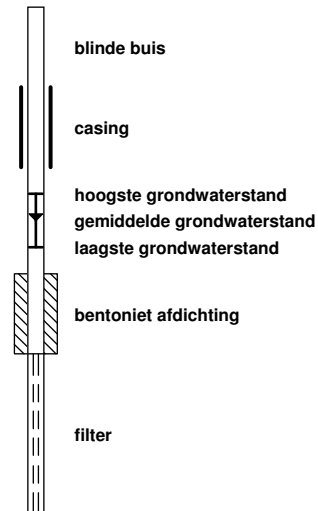 blinde buis
casing
hoogste grondwaterstand
gemiddelde grondwaterstand
laagste grondwaterstand
bentoniet afdichting
filter